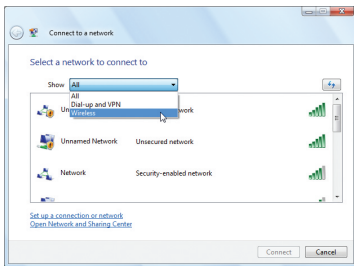 Connect to a network
Select a network to connect to
Show All
All
Dial-up and VPN
Wireless
Un work
Unnamed Network Unsecured network
Network Security-enabled network
Set up a connection or network
Open Network and Sharing Center
Connect Cancel